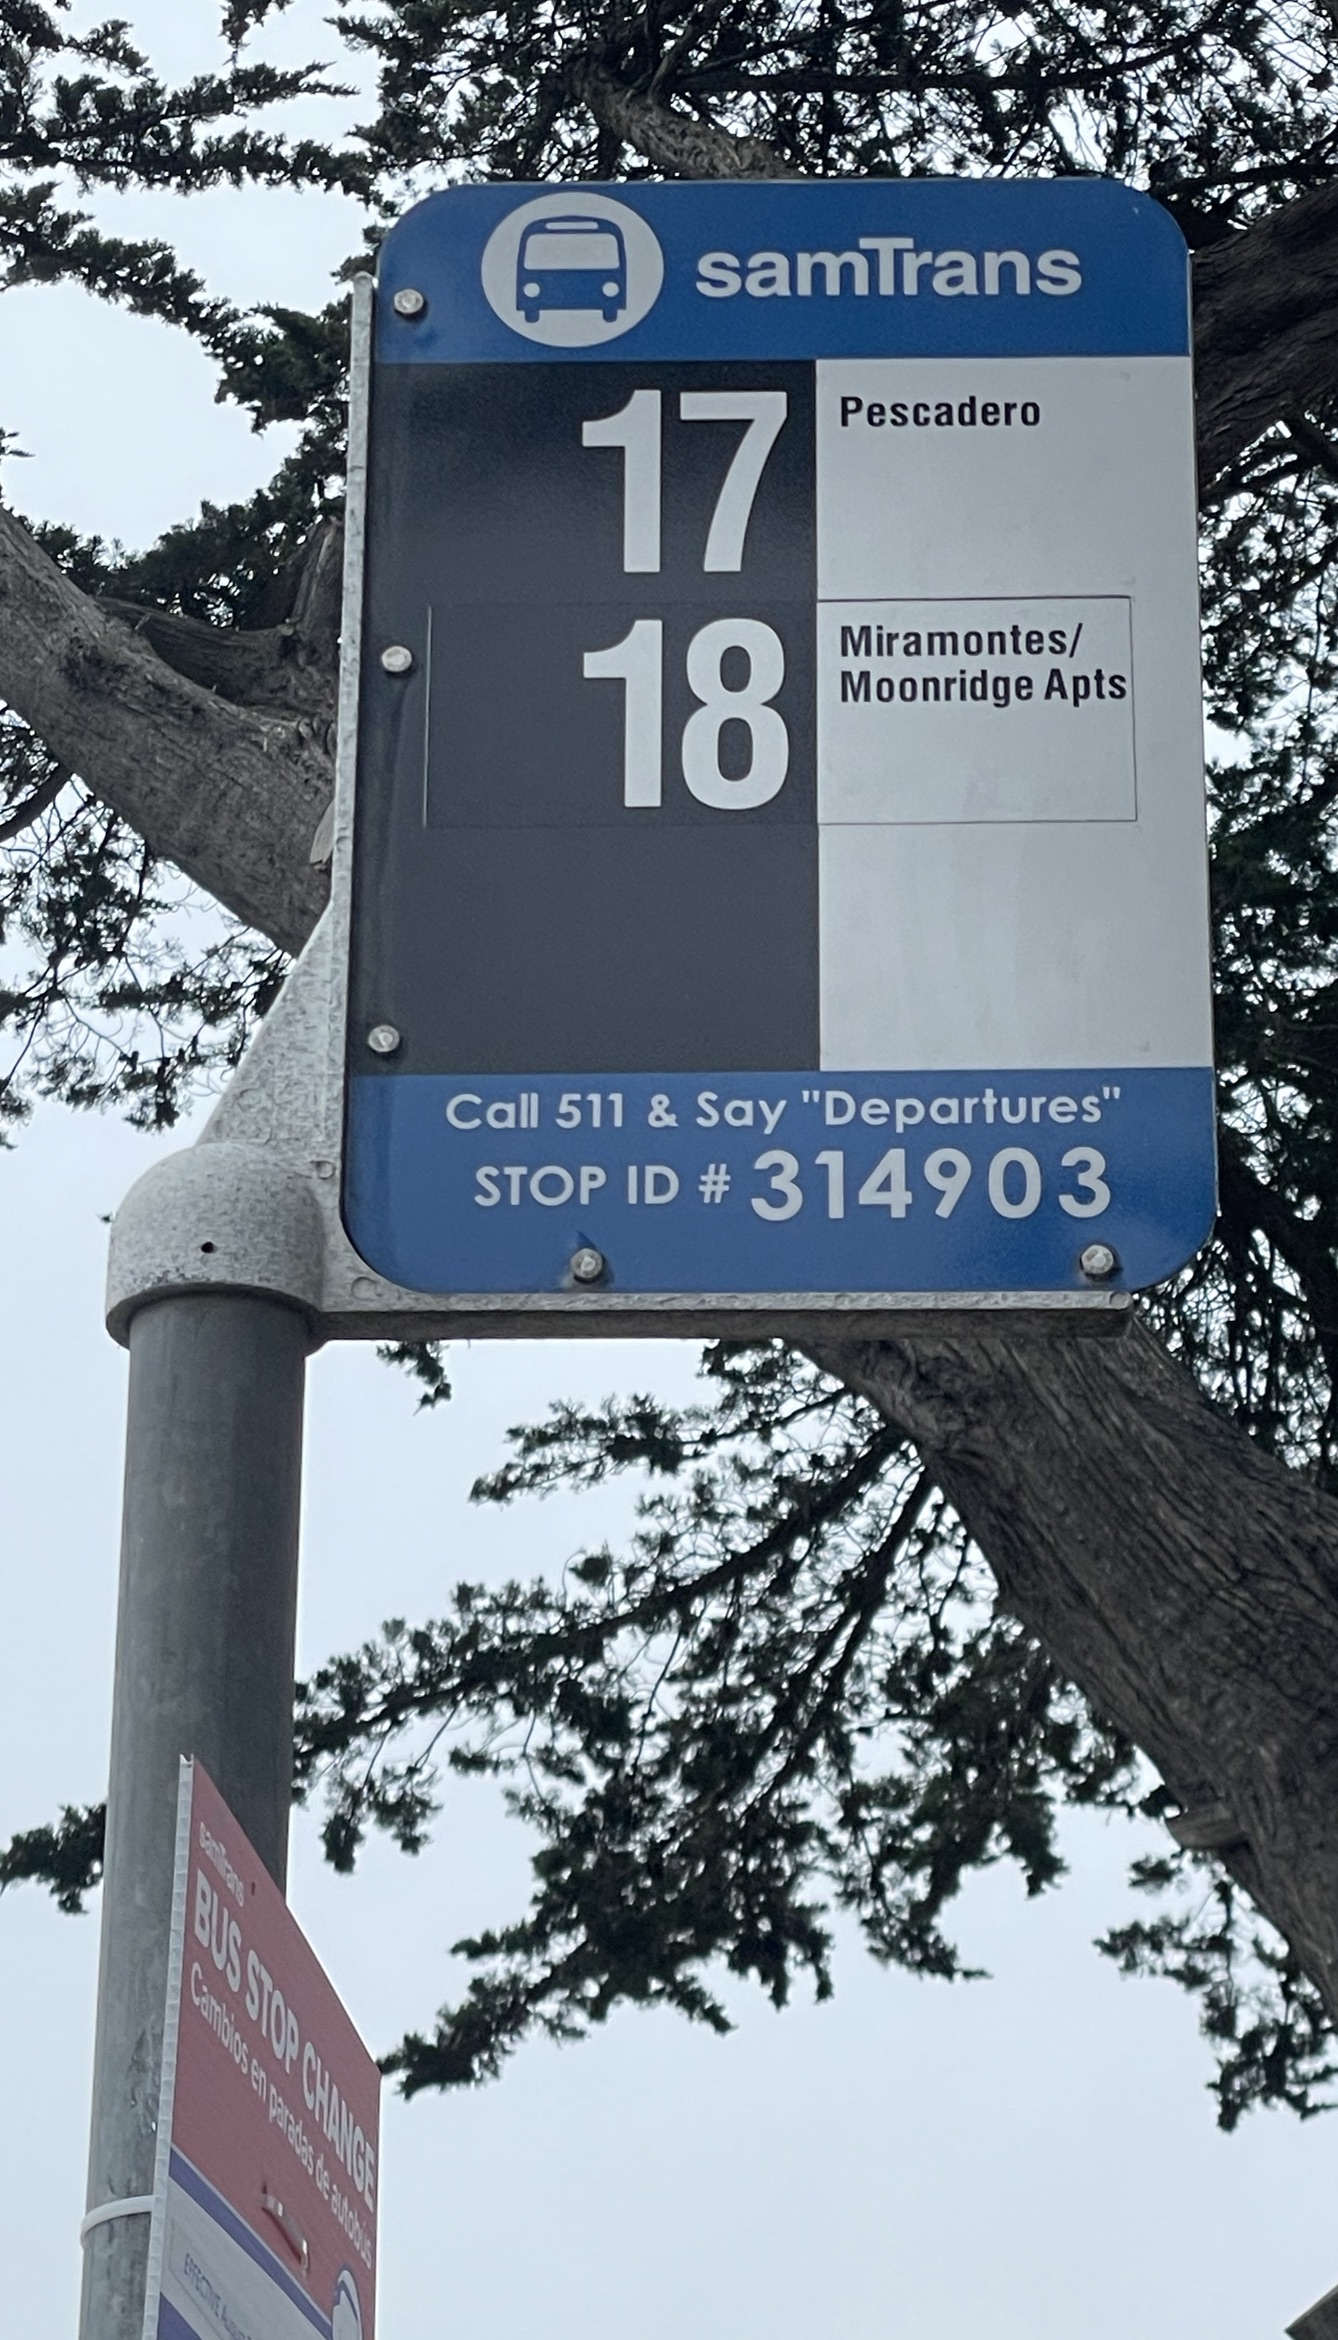 samTrans
17 Pescadero
18 Miramontes/
Moonridge Apts
Call 511 & Say "Departures"
STOP ID # 314903
samTrans
BUS STOP CHANGE
Cambios en paradas de autobús
EFFECTIVE